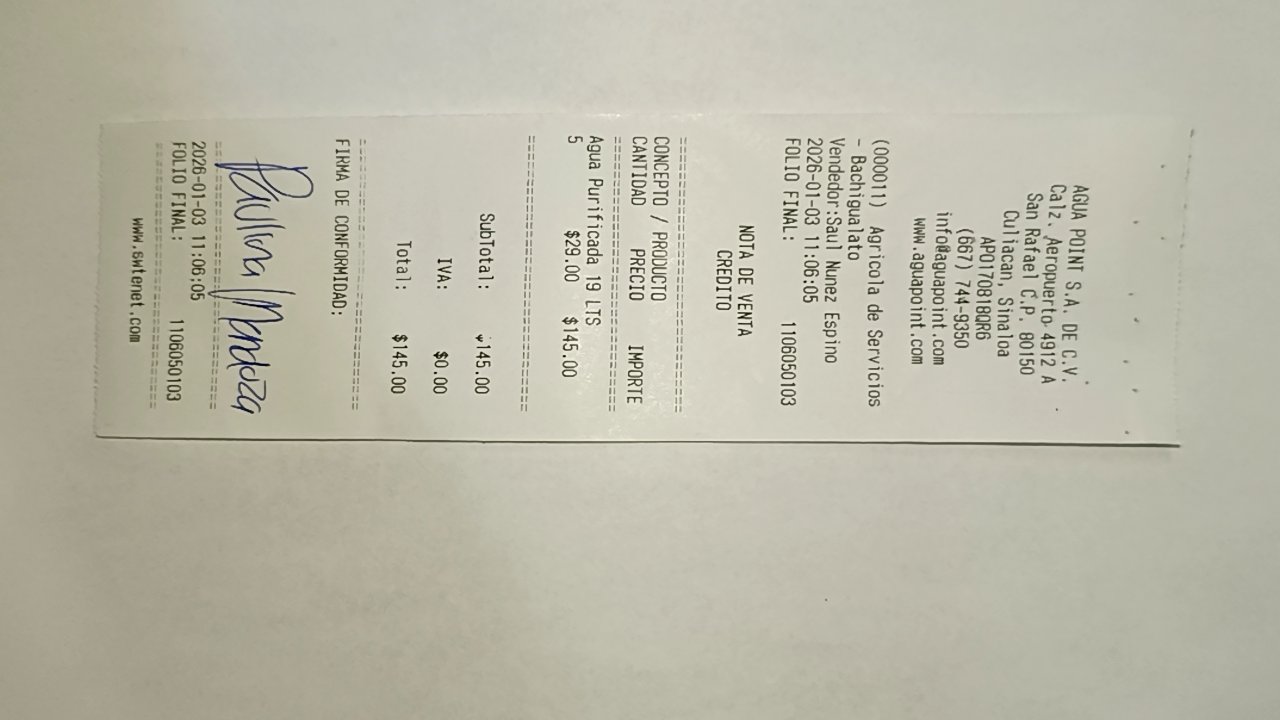 AGUA POINT S.A. DE C.V.
Calz. Aeropuerto 4912 A
San Rafael C.P. 80150
Culiacan, Sinaloa
APO170818QR6
(667) 744-9350
info@aguapoint.com
www.aguapoint.com
(000011) Agricola de Servicios
- Bachigualato
Vendedor:Saul Nunez Espino
2026-01-03 11:06:05
FOLIO FINAL: 1106050103
NOTA DE VENTA
CREDITO
================================
CONCEPTO / PRODUCTO
CANTIDAD PRECIO IMPORTE
================================
Agua Purificada 19 LTS
5 $29.00 $145.00
================================
SubTotal: $145.00
IVA: $0.00
Total: $145.00
================================
FIRMA DE CONFORMIDAD:
Paulina Mendoza
================================
2026-01-03 11:06:05
FOLIO FINAL: 1106050103
================================
www.swtenet.com